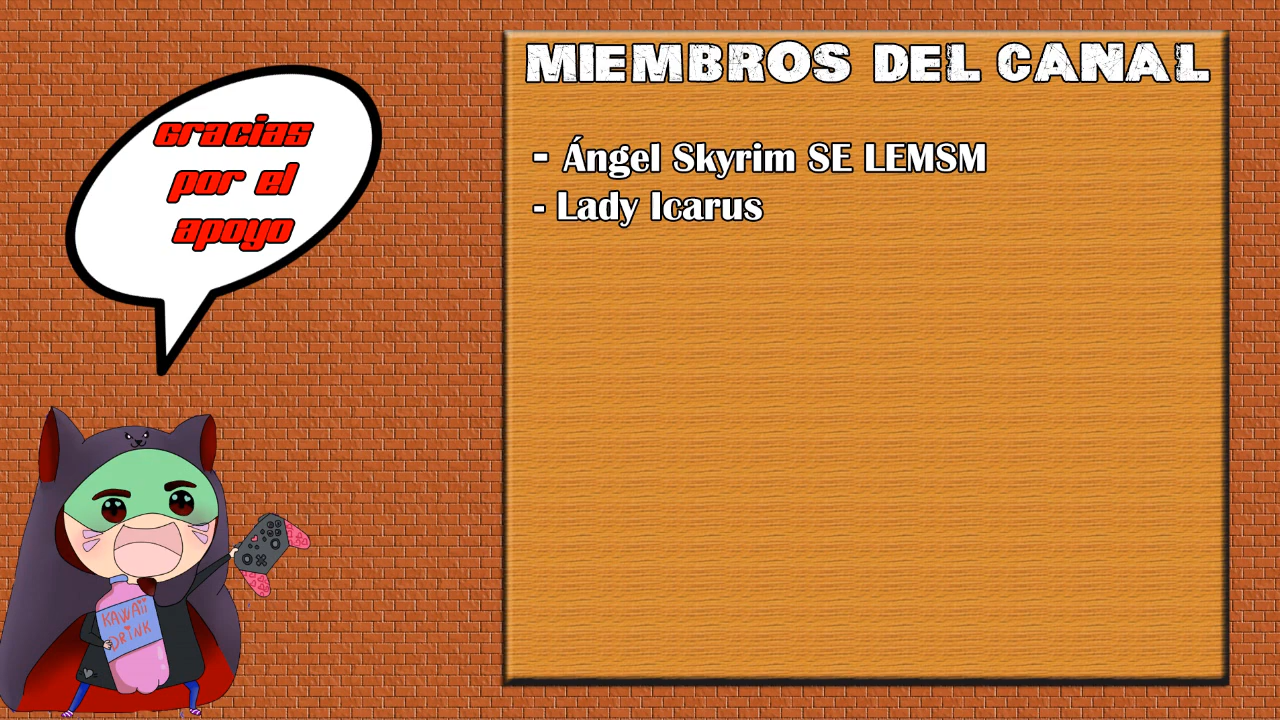 Gracias
por el
apoyo
MIEMBROS DEL CANAL
- Ángel Skyrim SE LEMSM
- Lady Icarus
KAWAII
DRINK